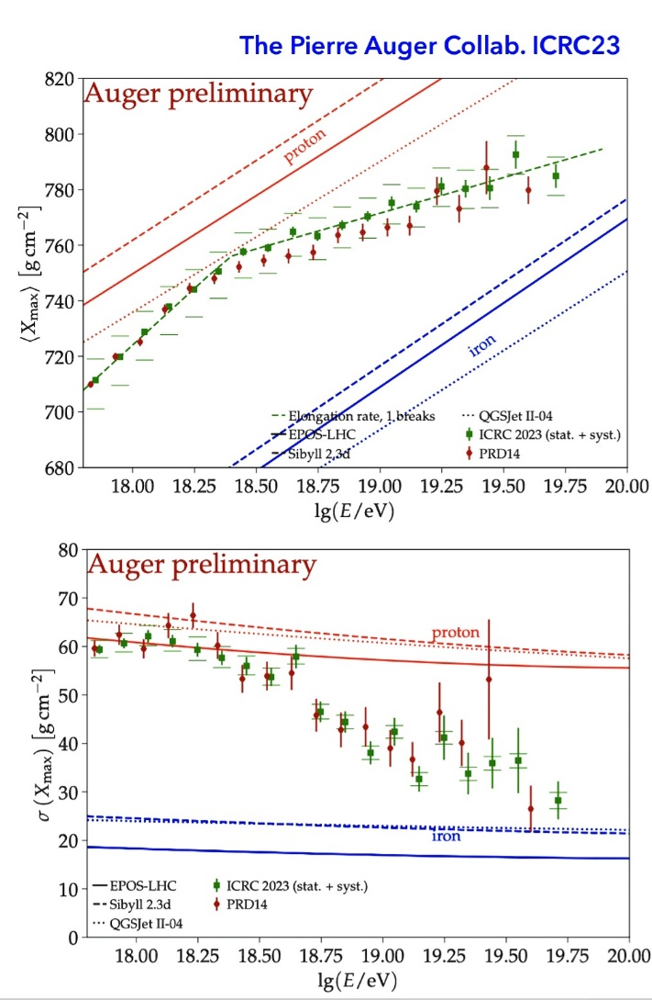 The Pierre Auger Collab. ICRC23
Auger preliminary
820
800
780
760
740
720
700
680
⟨X_max⟩ [g cm⁻²]
proton
iron
Elongation rate, 1 breaks
EPOS-LHC
Sibyll 2.3d
QGSJet II-04
ICRC 2023 (stat. + syst.)
PRD14
18.00 18.25 18.50 18.75 19.00 19.25 19.50 19.75 20.00
lg(E/eV)
Auger preliminary
80
70
60
50
40
30
20
10
0
σ (X_max) [g cm⁻²]
proton
iron
EPOS-LHC
Sibyll 2.3d
QGSJet II-04
ICRC 2023 (stat. + syst.)
PRD14
18.00 18.25 18.50 18.75 19.00 19.25 19.50 19.75 20.00
lg(E/eV)